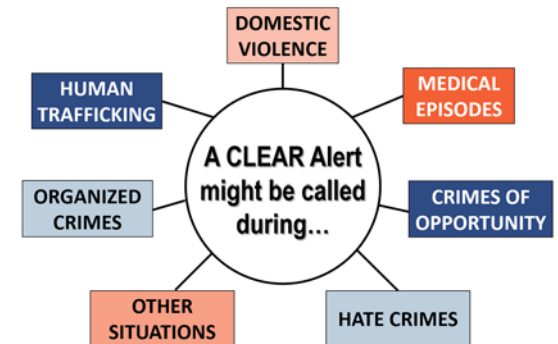 DOMESTIC
VIOLENCE
HUMAN
TRAFFICKING
MEDICAL
EPISODES
A CLEAR Alert
might be called
during...
ORGANIZED
CRIMES
CRIMES OF
OPPORTUNITY
OTHER
SITUATIONS
HATE CRIMES